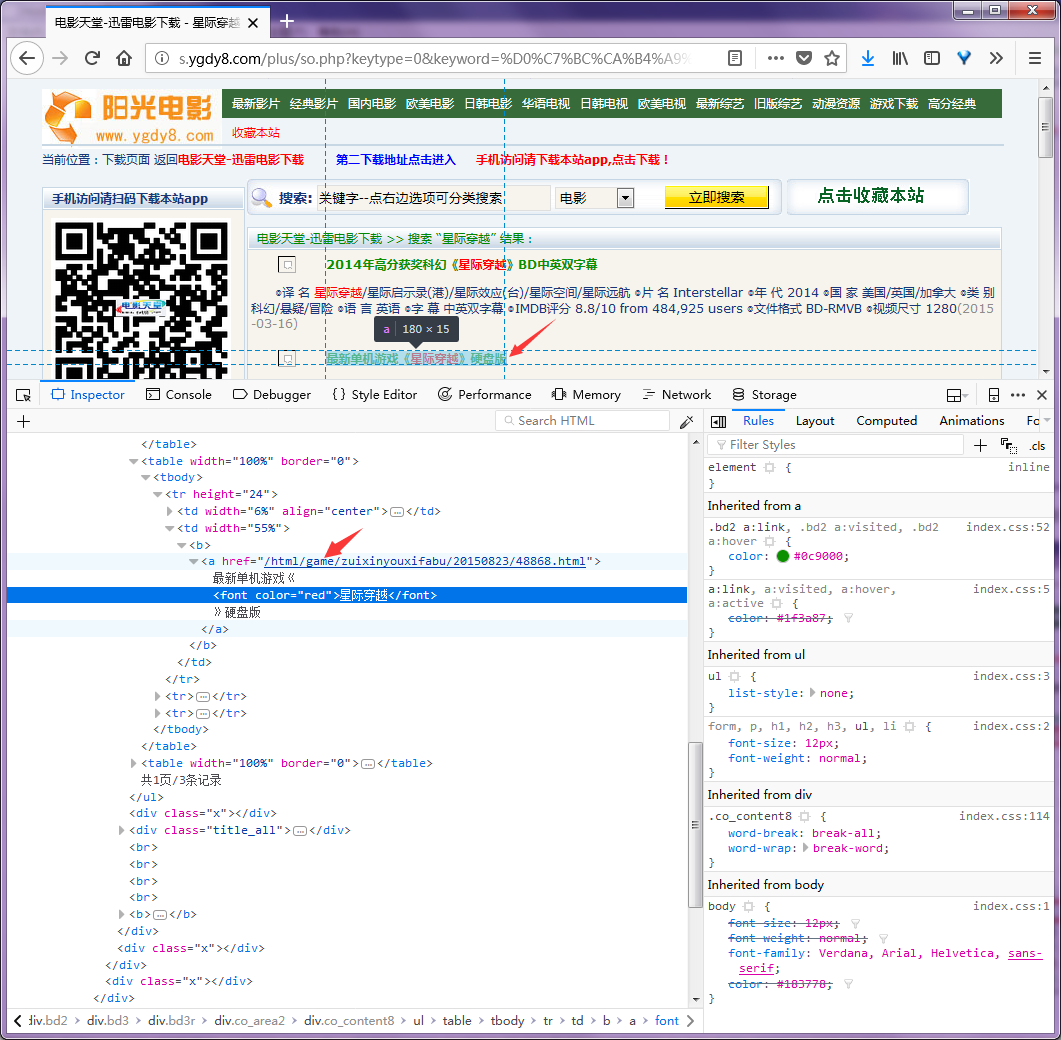 电影天堂-迅雷电影下载 - 星际穿越
s.ygdy8.com/plus/so.php?keytype=0&keyword=%D0%C7%BC%CA%B4%A9%
阳光电影
www.ygdy8.com
最新影片 经典影片 国内电影 欧美电影 日韩电影 华语电视 日韩电视 欧美电视 最新综艺 旧版综艺 动漫资源 游戏下载 高分经典
收藏本站
当前位置：下载页面 返回电影天堂-迅雷电影下载 第二下载地址点击进入 手机访问请下载本站app,点击下载！
手机访问请扫码下载本站app
电影天堂
搜索: 关键字--点右边选项可分类搜索 电影 立即搜索 点击收藏本站
电影天堂-迅雷电影下载 >> 搜索 “星际穿越” 结果：
2014年高分获奖科幻《星际穿越》BD中英双字幕
◎译 名 星际穿越/星际启示录(港)/星际效应(台)/星际空间/星际远航 ◎片 名 Interstellar ◎年 代 2014 ◎国 家 美国/英国/加拿大 ◎类 别
科幻/悬疑/冒险 ◎语 言 英语 ◎字 幕 中英双字幕 ◎IMDB评分 8.8/10 from 484,925 users ◎文件格式 BD-RMVB ◎视频尺寸 1280(2015
-03-16)
a 180 × 15
最新单机游戏《星际穿越》硬盘版
Inspector Console Debugger { } Style Editor Performance Memory Network Storage
Search HTML
Rules Layout Computed Animations Fo
Filter Styles .cls
</table>
<table width="100%" border="0">
<tbody>
<tr height="24">
<td width="6%" align="center"></td>
<td width="55%">
<b>
<a href="/html/game/zuixinyouxifabu/20150823/48868.html">
最新单机游戏《
<font color="red">星际穿越</font>
》硬盘版
</a>
</b>
</td>
</tr>
<tr></tr>
<tr></tr>
</tbody>
</table>
<table width="100%" border="0"></table>
共1页/3条记录
</ul>
<div class="x"></div>
<div class="title_all"></div>
<br>
<br>
<br>
<br>
<b></b>
</div>
<div class="x"></div>
</div>
<div class="x"></div>
</div>
element { inline
}
Inherited from a
.bd2 a:link, .bd2 a:visited, .bd2 index.css:52
a:hover {
color: #0c9000;
}
a:link, a:visited, a:hover, index.css:5
a:active {
color: #1f3a87;
}
Inherited from ul
ul { index.css:3
list-style: none;
}
form, p, h1, h2, h3, ul, li { index.css:2
font-size: 12px;
font-weight: normal;
}
Inherited from div
.co_content8 { index.css:114
word-break: break-all;
word-wrap: break-word;
}
Inherited from body
body { index.css:1
font-size: 12px;
font-weight: normal;
font-family: Verdana, Arial, Helvetica, sans-
serif;
color: #183778;
}
div.bd2 > div.bd3 > div.bd3r > div.co_area2 > div.co_content8 > ul > table > tbody > tr > td > b > a > font